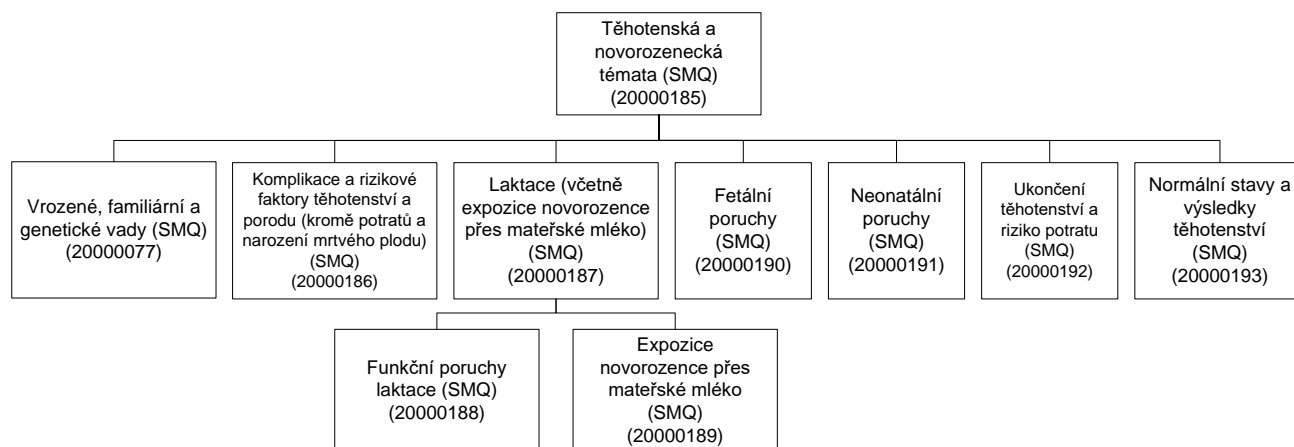 Těhotenská a
novorozenecká
témata (SMQ)
(20000185)
Vrozené, familiární a
genetické vady (SMQ)
(20000077)
Komplikace a rizikové
faktory těhotenství a
porodu (kromě potratů a
narození mrtvého plodu)
(SMQ)
(20000186)
Laktace (včetně
expozice novorozence
přes mateřské mléko)
(SMQ)
(20000187)
Fetální
poruchy
(SMQ)
(20000190)
Neonatální
poruchy
(SMQ)
(20000191)
Ukončení
těhotenství a
riziko potratu
(SMQ)
(20000192)
Normální stavy a
výsledky
těhotenství
(SMQ)
(20000193)
Funkční poruchy
laktace (SMQ)
(20000188)
Expozice
novorozence přes
mateřské mléko
(SMQ)
(20000189)